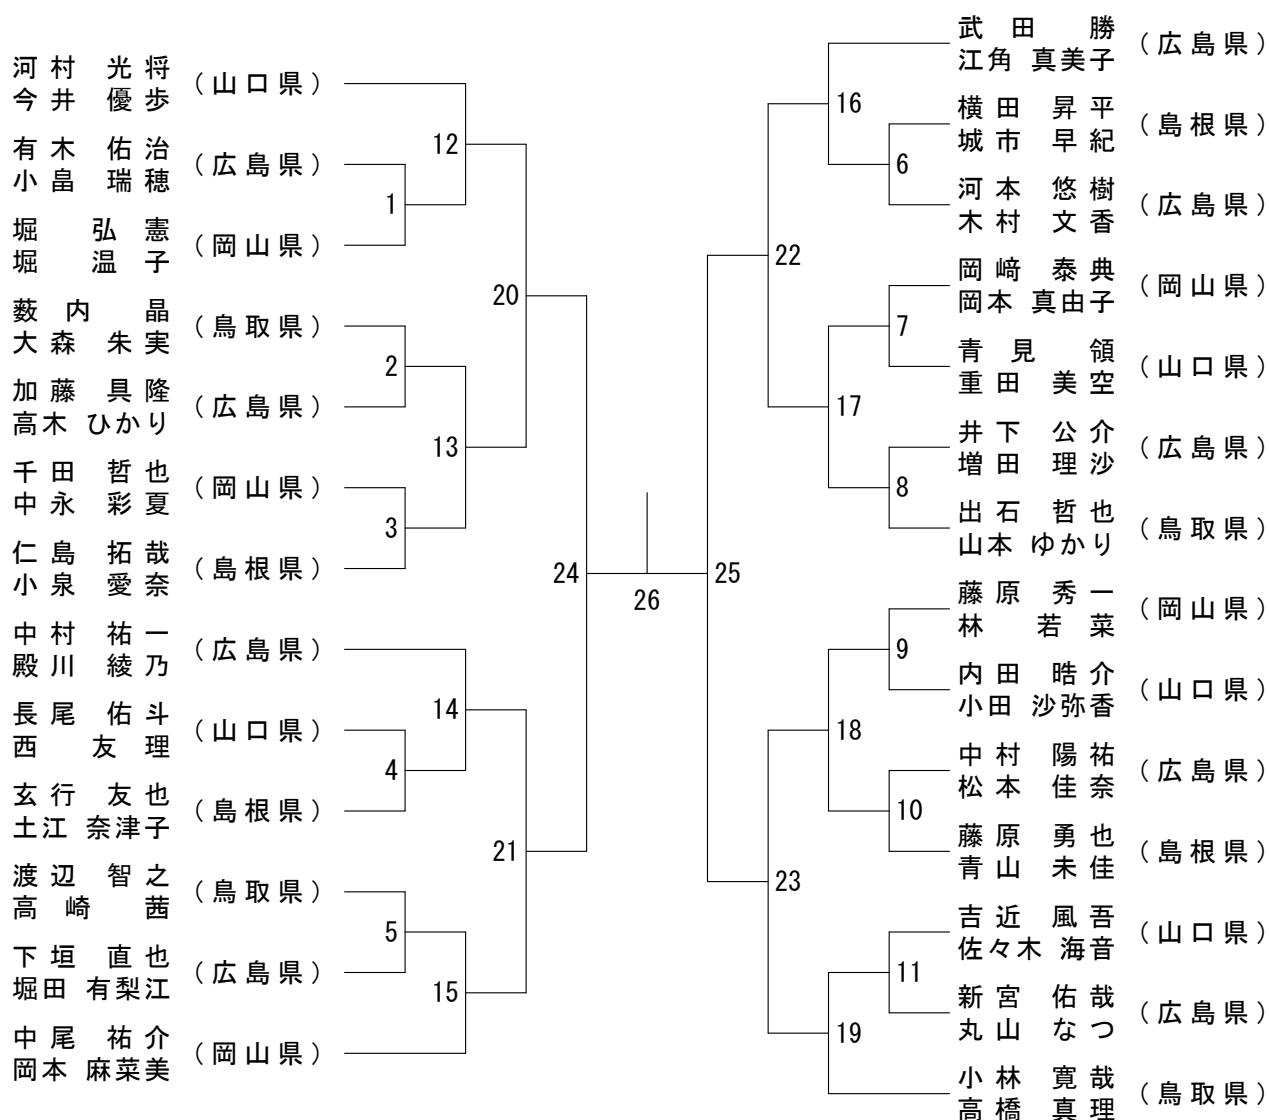 河村 光将
今井 優歩
(山口県)
有木 佑治
小畠 瑞穂
(広島県)
堀 弘憲
堀 温子
(岡山県)
薮内 晶
大森 朱実
(鳥取県)
加藤 具隆
高木 ひかり
(広島県)
千田 哲也
中永 彩夏
(岡山県)
仁島 拓哉
小泉 愛奈
(島根県)
中村 祐一
殿川 綾乃
(広島県)
長尾 佑斗
西 友理
(山口県)
玄行 友也
土江 奈津子
(島根県)
渡辺 智之
高崎 茜
(鳥取県)
下垣 直也
堀田 有梨江
(広島県)
中尾 祐介
岡本 麻菜美
(岡山県)
1
2
3
4
5
12
13
14
15
20
21
24
26
25
22
23
16
17
18
19
6
7
8
9
10
11
武田 勝
江角 真美子
(広島県)
横田 昇平
城市 早紀
(島根県)
河本 悠樹
木村 文香
(広島県)
岡﨑 泰典
岡本 真由子
(岡山県)
青見 領
重田 美空
(山口県)
井下 公介
増田 理沙
(広島県)
出石 哲也
山本 ゆかり
(鳥取県)
藤原 秀一
林 若菜
(岡山県)
内田 晧介
小田 沙弥香
(山口県)
中村 陽祐
松本 佳奈
(広島県)
藤原 勇也
青山 未佳
(島根県)
吉近 風吾
佐々木 海音
(山口県)
新宮 佑哉
丸山 なつ
(広島県)
小林 寛哉
高橋 真理
(鳥取県)